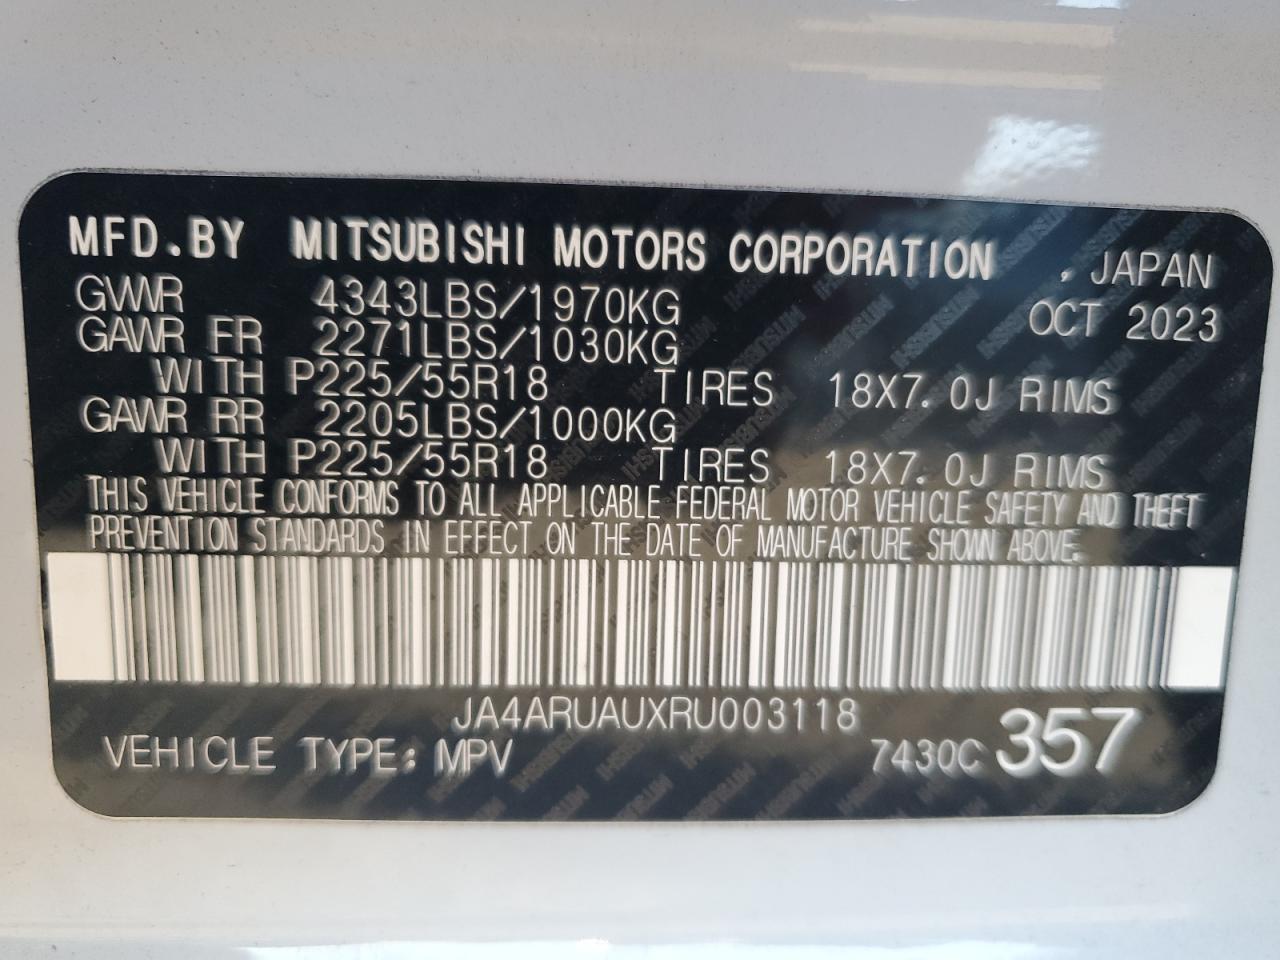 MFD.BY MITSUBISHI MOTORS CORPORATION , JAPAN
GVWR 4343LBS/1970KG OCT 2023
GAWR FR 2271LBS/1030KG
WITH P225/55R18 TIRES 18X7.0J RIMS
GAWR RR 2205LBS/1000KG
WITH P225/55R18 TIRES 18X7.0J RIMS
THIS VEHICLE CONFORMS TO ALL APPLICABLE FEDERAL MOTOR VEHICLE SAFETY AND THEFT
PREVENTION STANDARDS IN EFFECT ON THE DATE OF MANUFACTURE SHOWN ABOVE.
JA4ARUAUXRU003118
VEHICLE TYPE: MPV 7430C 357